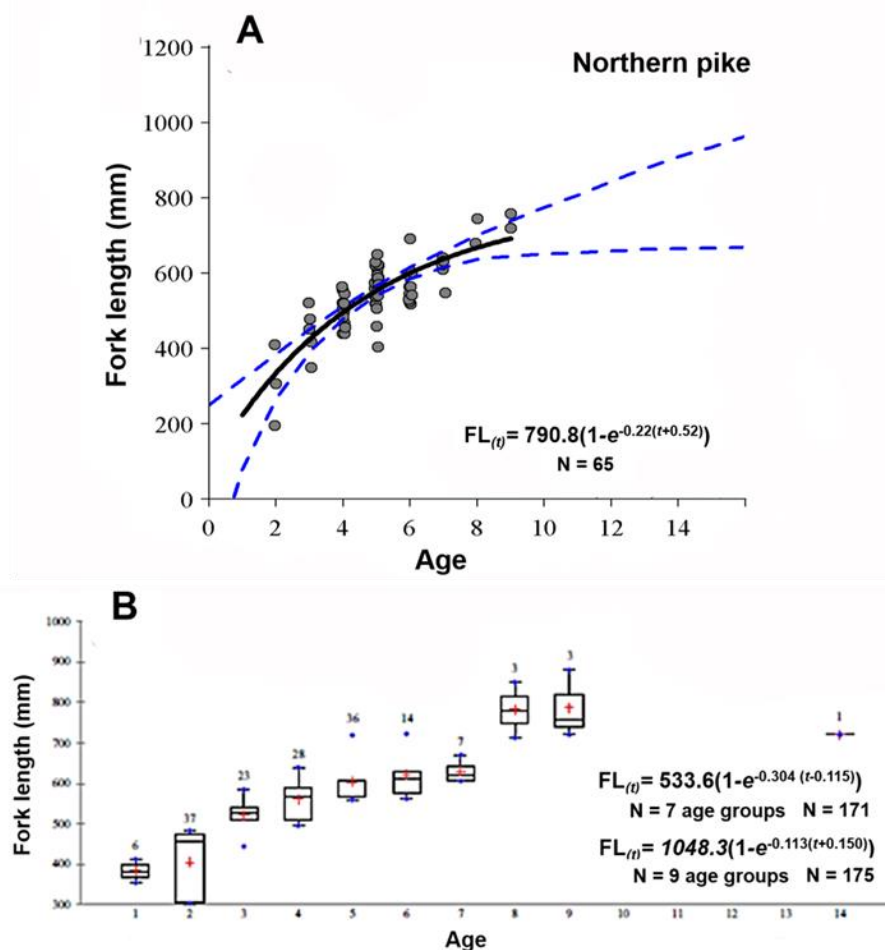 A
Northern pike
1200
1000
800
600
400
200
0
Fork length (mm)
FL(t)= 790.8(1-e-0.22(t+0.52))
N = 65
0 2 4 6 8 10 12 14
Age
B
1000
900
800
700
600
500
400
300
Fork length (mm)
6 37 23 28 36 14 7 3 3 1
FL(t)= 533.6(1-e-0.304 (t-0.115))
N = 7 age groups N = 171
FL(t)= 1048.3(1-e-0.113(t+0.150))
N = 9 age groups N = 175
1 2 3 4 5 6 7 8 9 10 11 12 13 14
Age